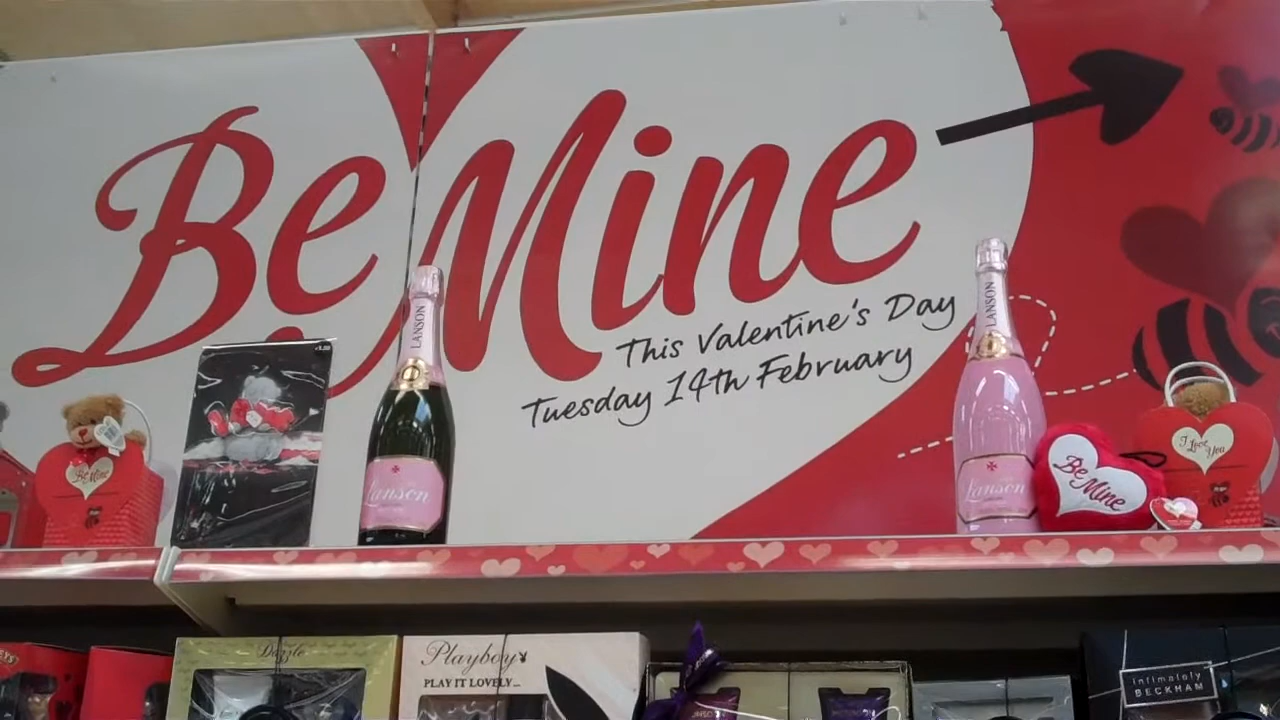 Be Mine
This Valentine's Day
Tuesday 14th February
LANSON
Lanson
LANSON
Lanson
Be Mine
Be Mine
I Love You
Dazzle
Playboy
PLAY IT LOVELY...
intimately
BECKHAM